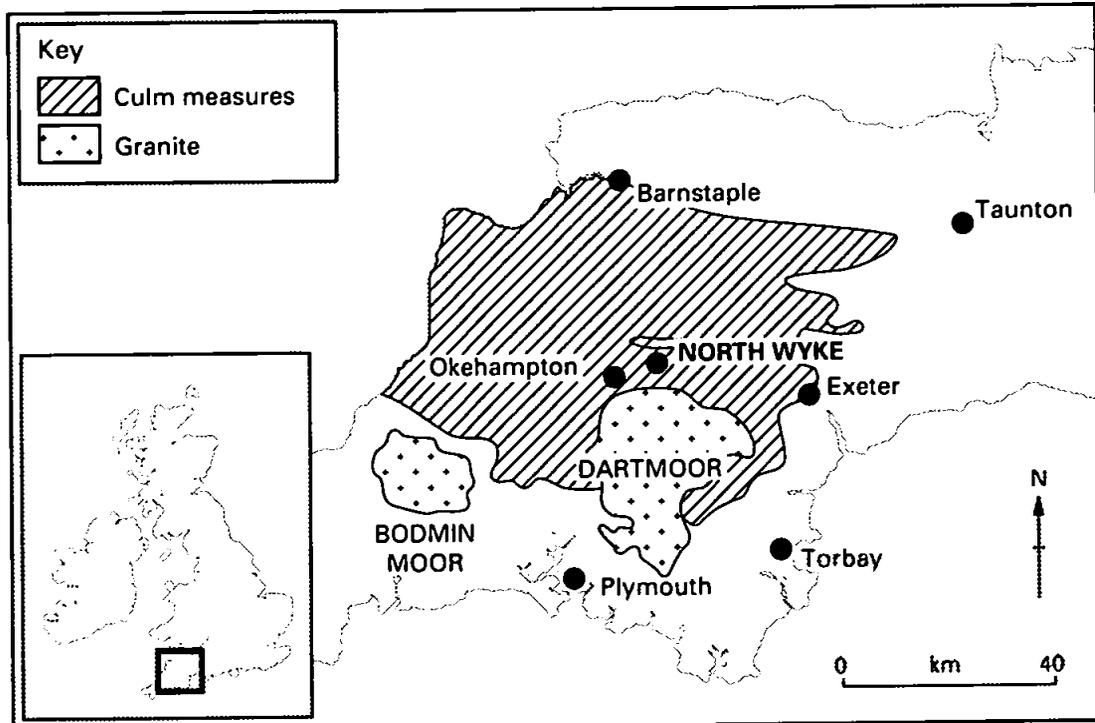 Key
Culm measures
Granite
Barnstaple
Taunton
NORTH WYKE
Okehampton
Exeter
DARTMOOR
N
BODMIN
MOOR
Torbay
Plymouth
0 km 40